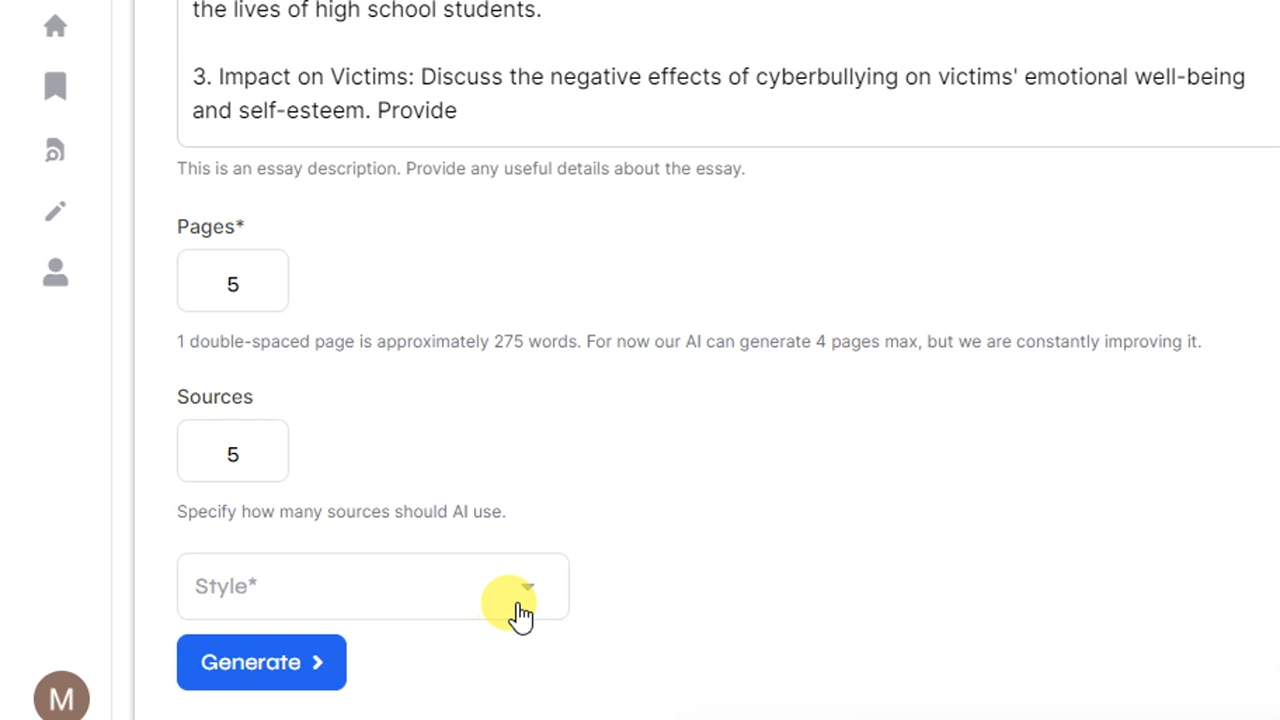 the lives of high school students.
3. Impact on Victims: Discuss the negative effects of cyberbullying on victims' emotional well-being
and self-esteem. Provide
This is an essay description. Provide any useful details about the essay.
Pages*
5
1 double-spaced page is approximately 275 words. For now our AI can generate 4 pages max, but we are constantly improving it.
Sources
5
Specify how many sources should AI use.
Style*
Generate
M